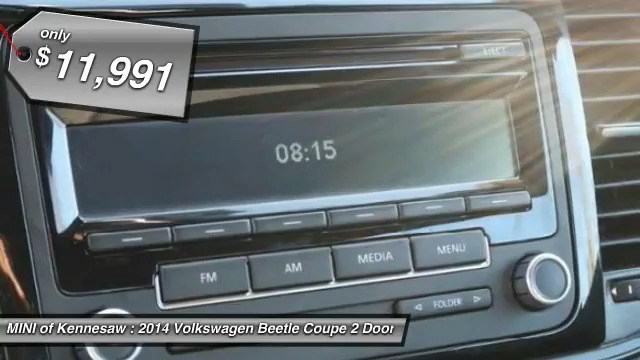 only
$11,991
EJECT
08:15
FM AM MEDIA MENU
FOLDER
MINI of Kennesaw : 2014 Volkswagen Beetle Coupe 2 Door